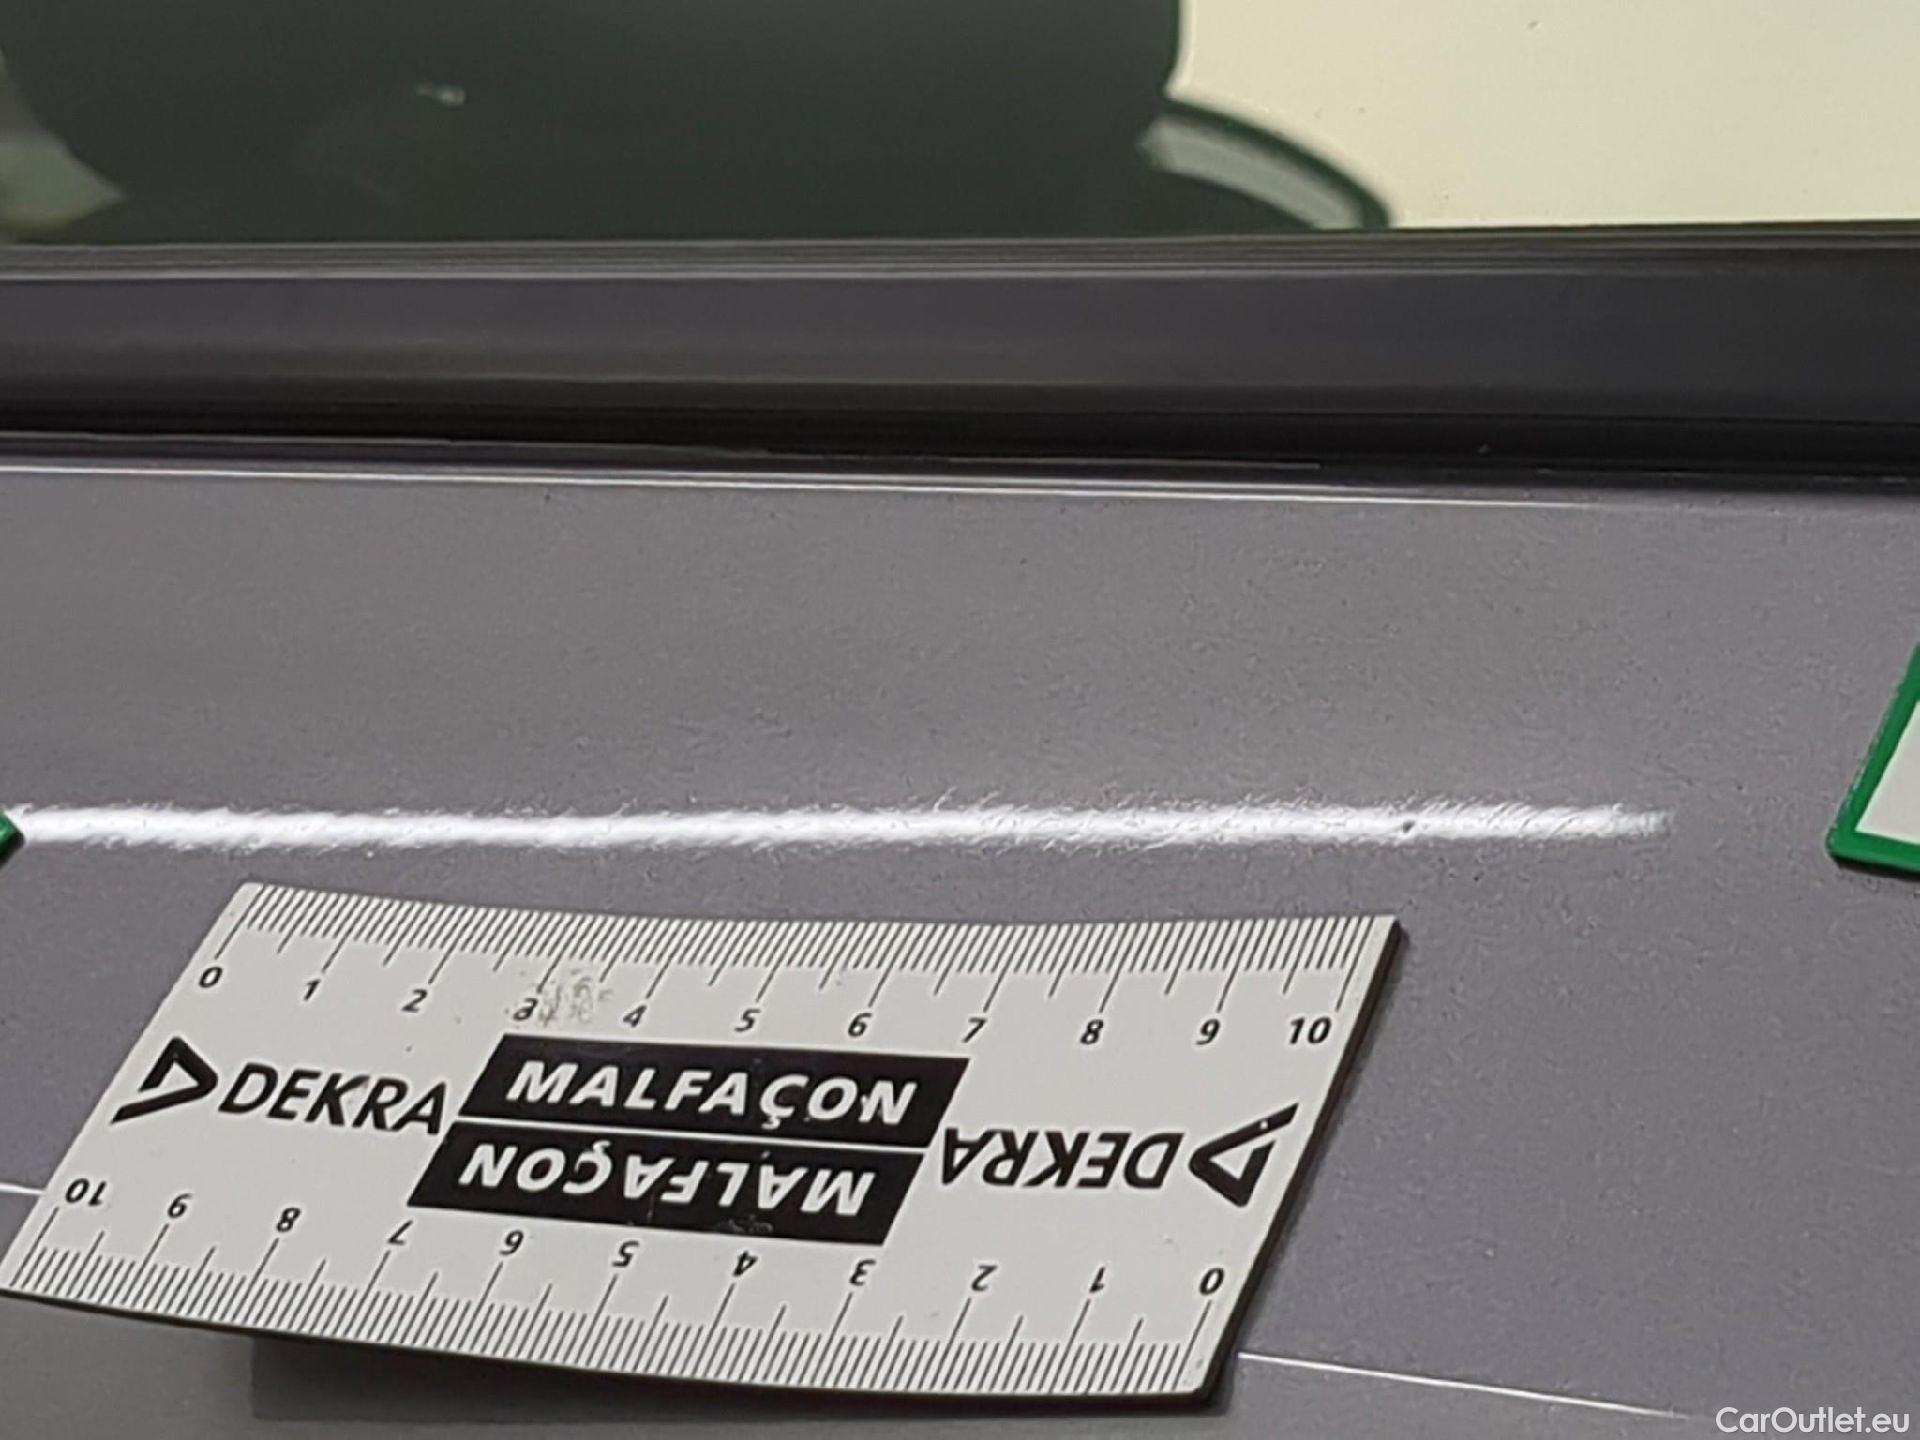 0 1 2 3 4 5 6 7 8 9 10
DEKRA MALFAÇON
MALFAÇON DEKRA
10 9 8 7 6 5 4 3 2 1 0
CarOutlet.eu